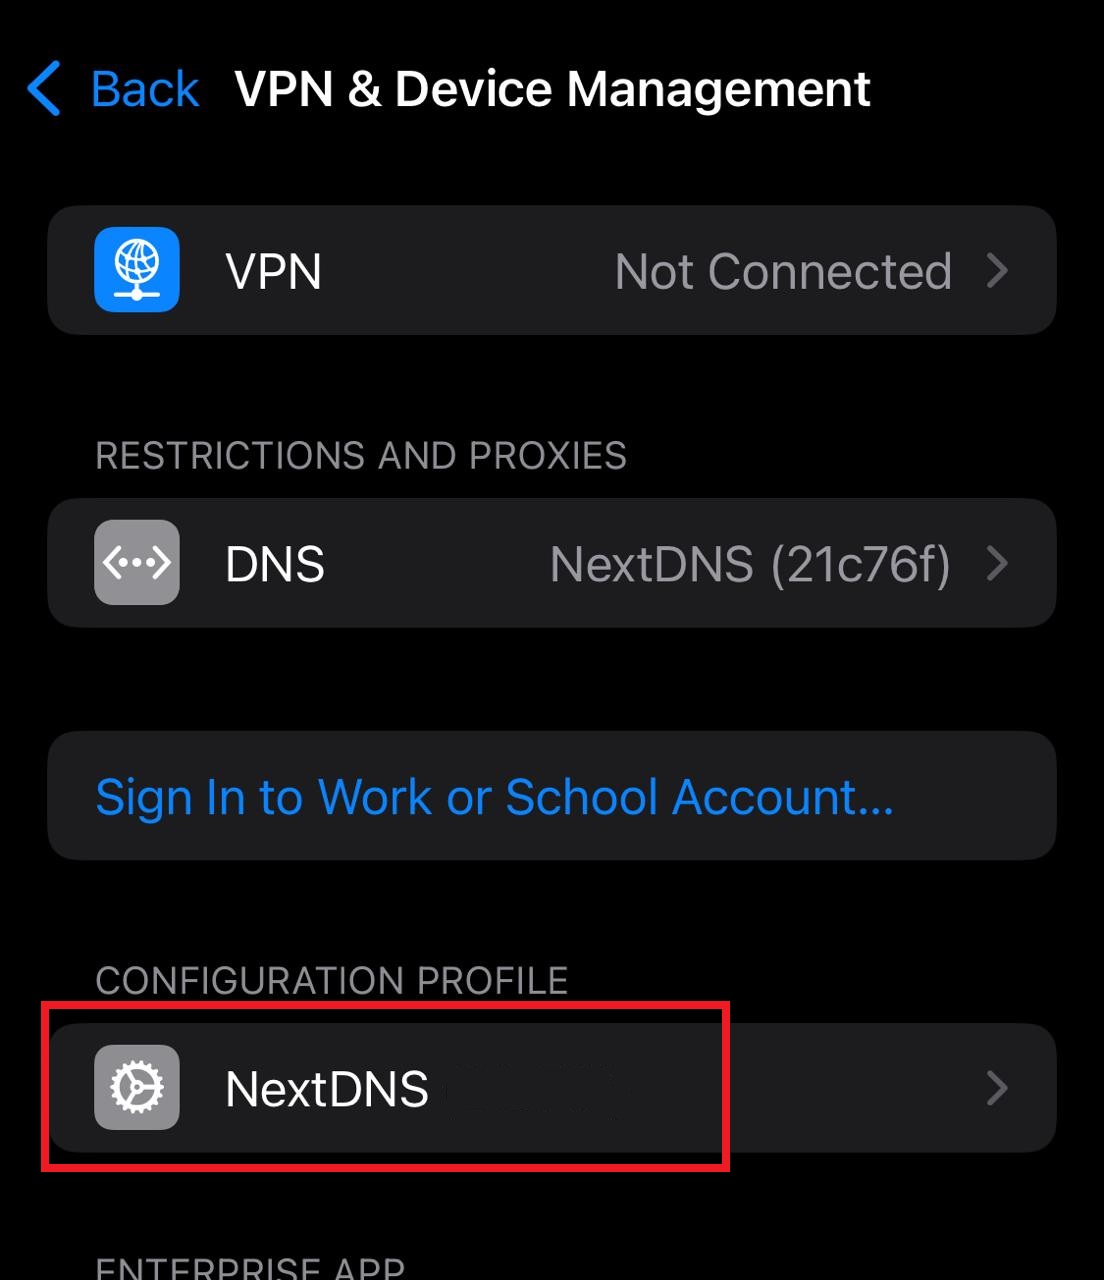 Back VPN & Device Management
VPN Not Connected
RESTRICTIONS AND PROXIES
DNS NextDNS (21c76f)
Sign In to Work or School Account...
CONFIGURATION PROFILE
NextDNS
ENTERPRISE APP